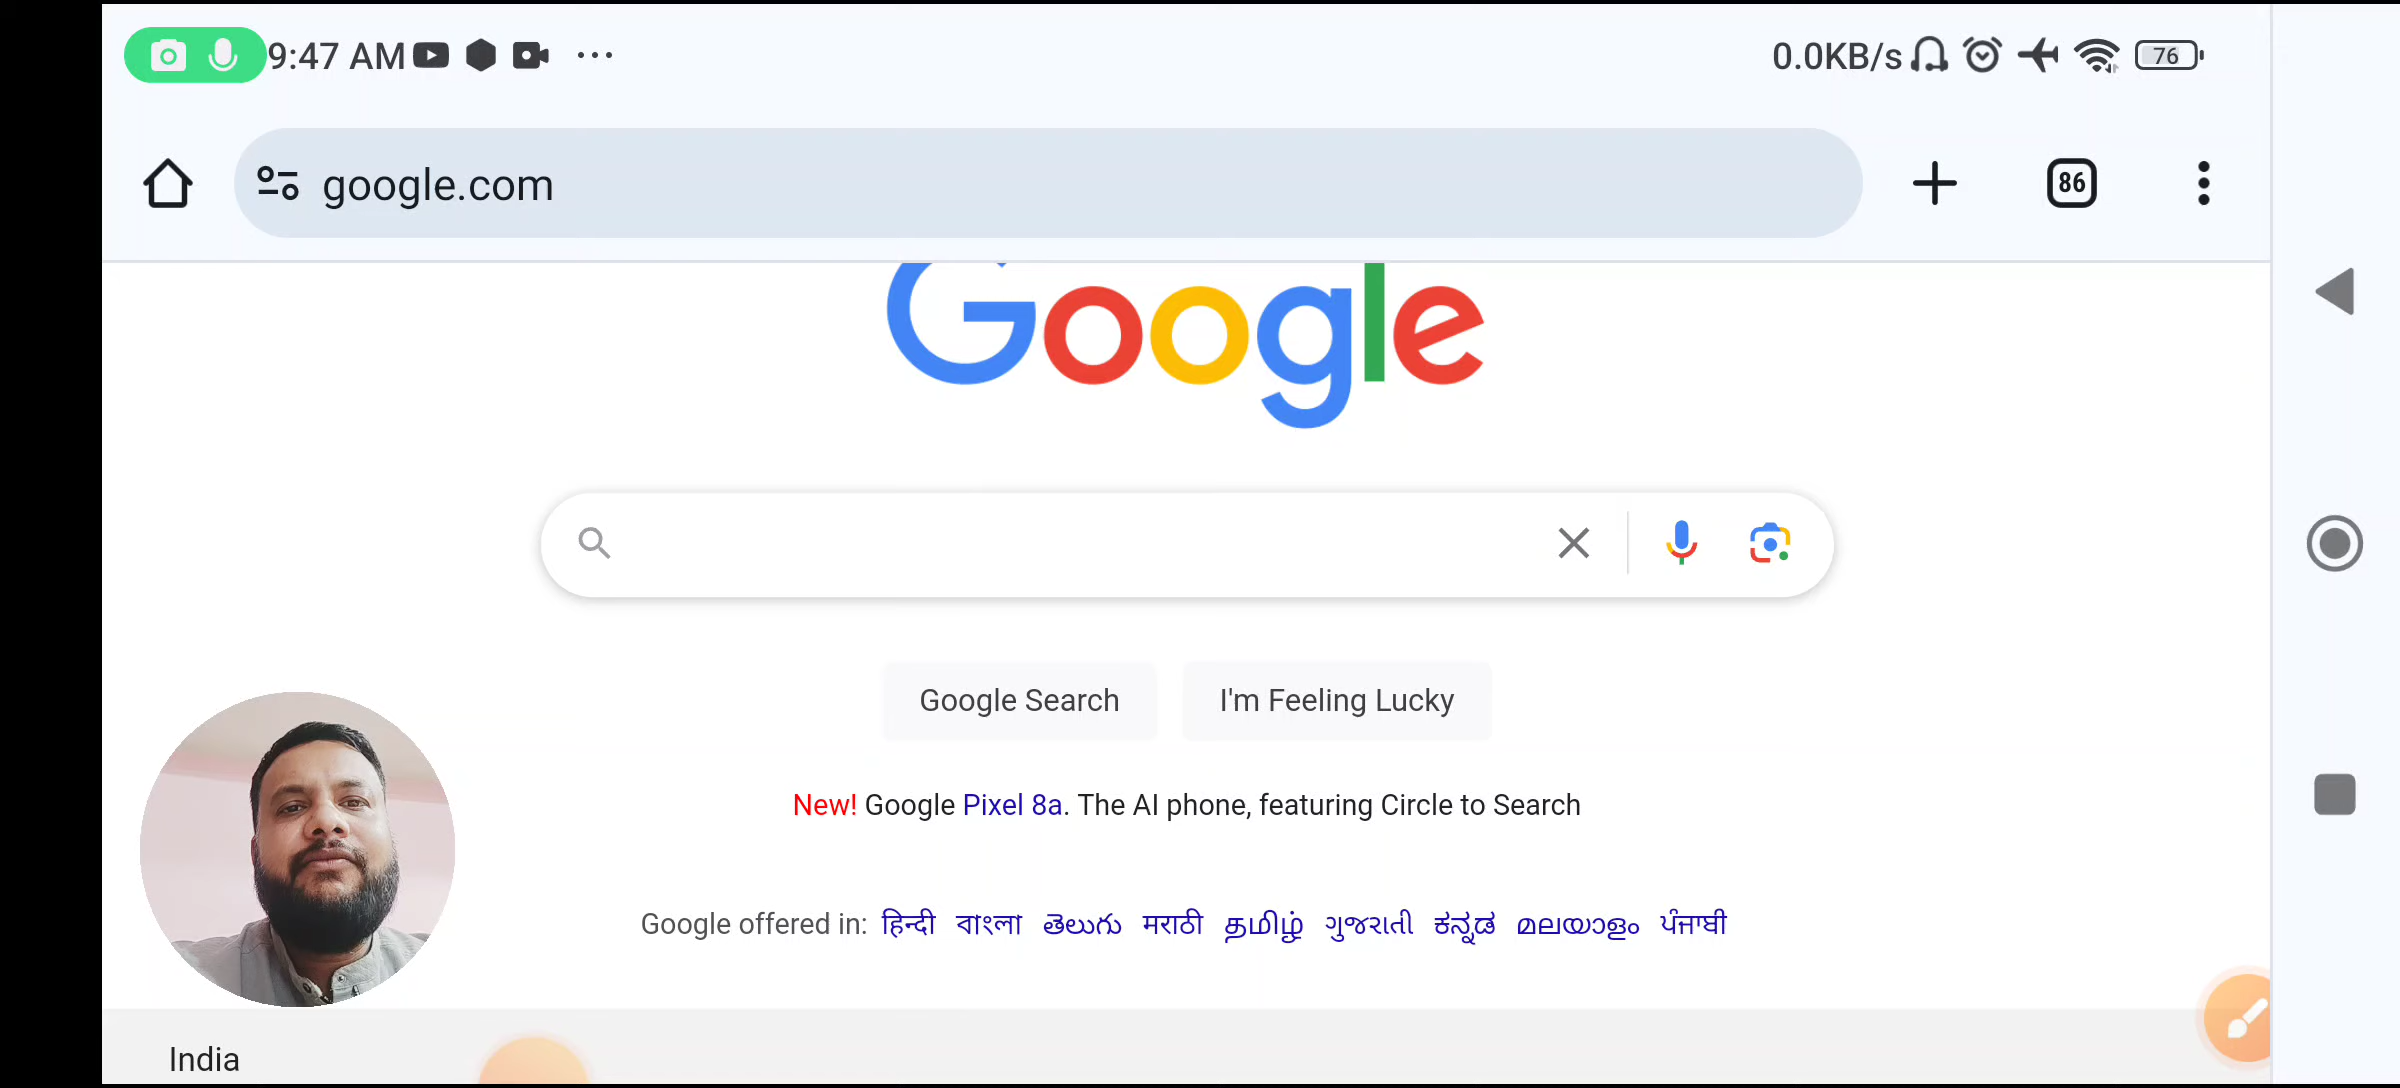 9:47 AM 0.0KB/s 76
google.com 86
Google
Google Search I'm Feeling Lucky
New! Google Pixel 8a. The AI phone, featuring Circle to Search
Google offered in: हिन्दी বাংলা తెలుగు मराठी தமிழ் ગુજરાતી ಕನ್ನಡ മലയാളം ਪੰਜਾਬੀ
India